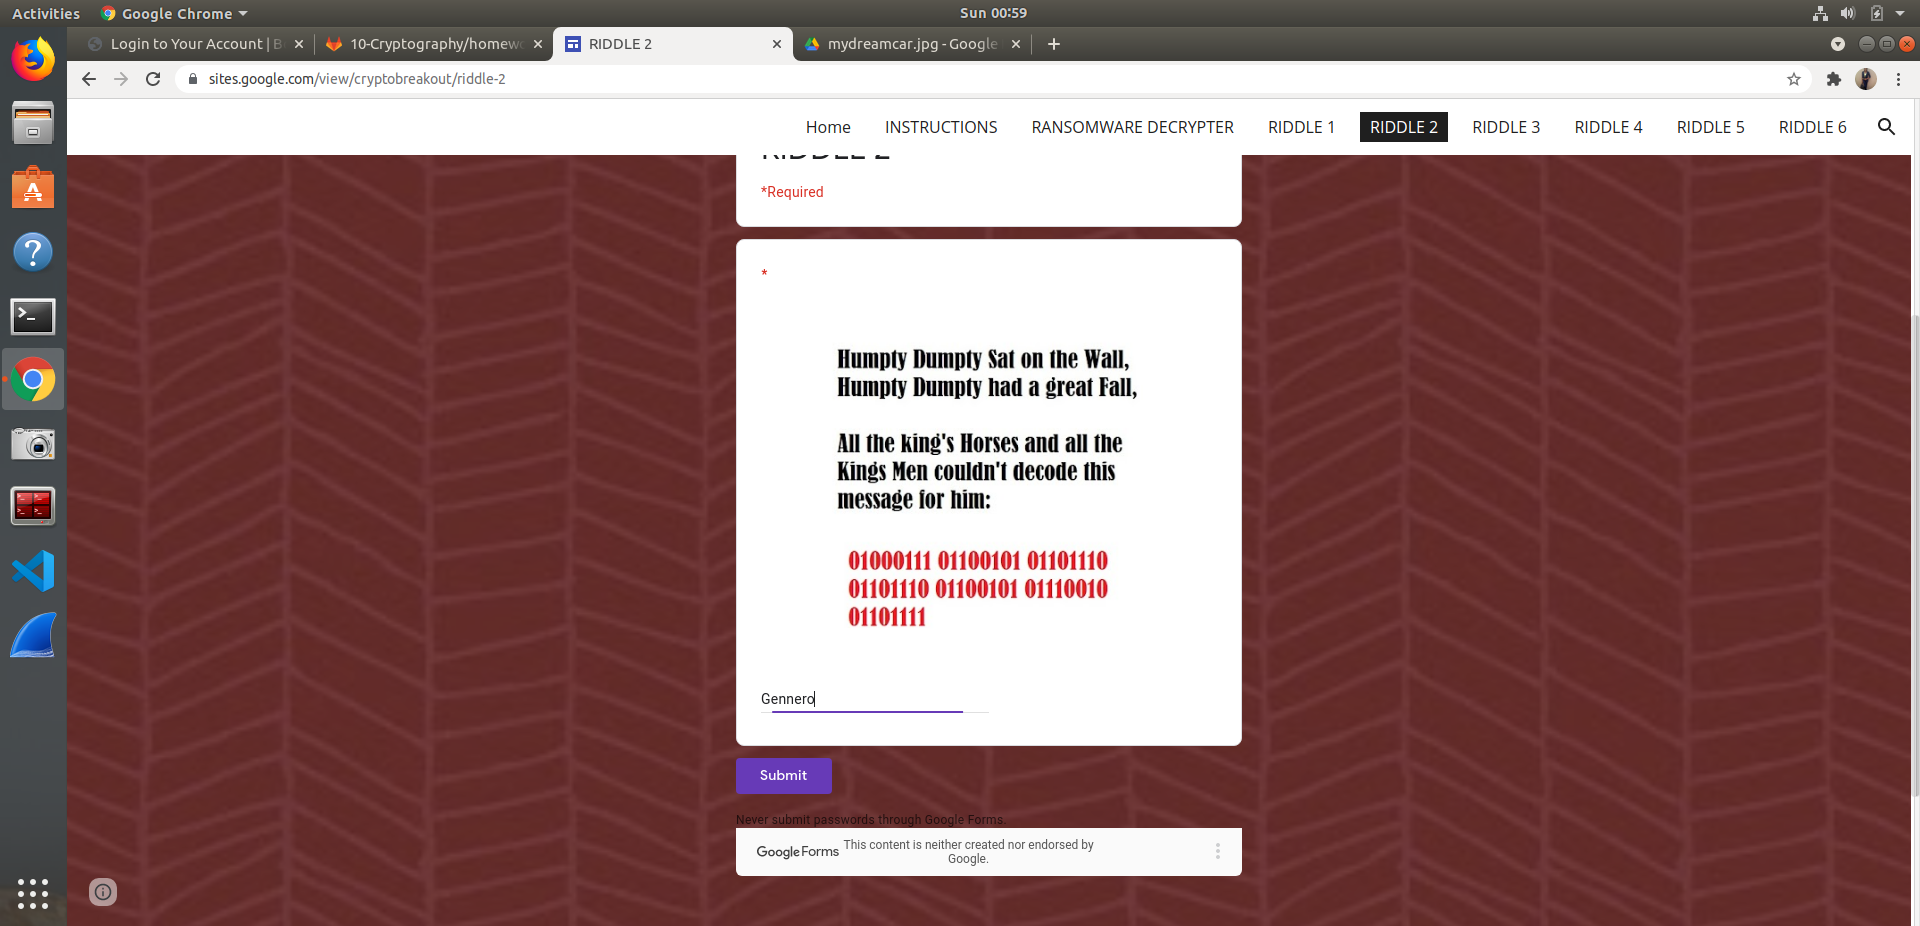 Activities Google Chrome Sun 00:59
Login to Your Account | B 10-Cryptography/homew RIDDLE 2 mydreamcar.jpg - Google
sites.google.com/view/cryptobreakout/riddle-2
Home INSTRUCTIONS RANSOMWARE DECRYPTER RIDDLE 1 RIDDLE 2 RIDDLE 3 RIDDLE 4 RIDDLE 5 RIDDLE 6
RIDDLE 2
*Required
*
Humpty Dumpty Sat on the Wall,
Humpty Dumpty had a great Fall,
All the king's Horses and all the
Kings Men couldn't decode this
message for him:
01000111 01100101 01101110
01101110 01100101 01110010
01101111
Gennero
Submit
Never submit passwords through Google Forms.
Google Forms This content is neither created nor endorsed by
Google.